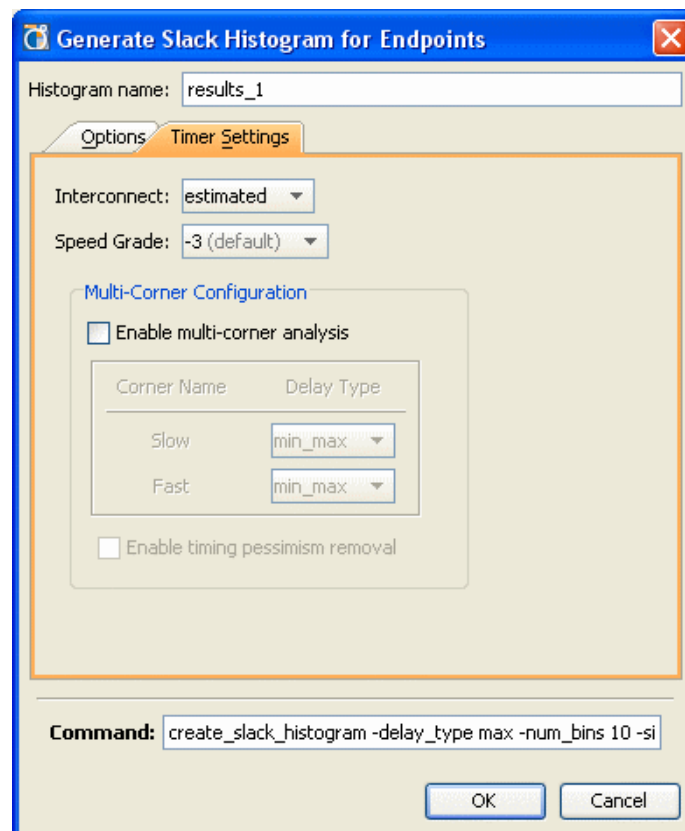 Generate Slack Histogram for Endpoints
Histogram name: results_1
Options Timer Settings
Interconnect: estimated
Speed Grade: -3 (default)
Multi-Corner Configuration
Enable multi-corner analysis
Corner Name Delay Type
Slow min_max
Fast min_max
Enable timing pessimism removal
Command: create_slack_histogram -delay_type max -num_bins 10 -si
OK Cancel